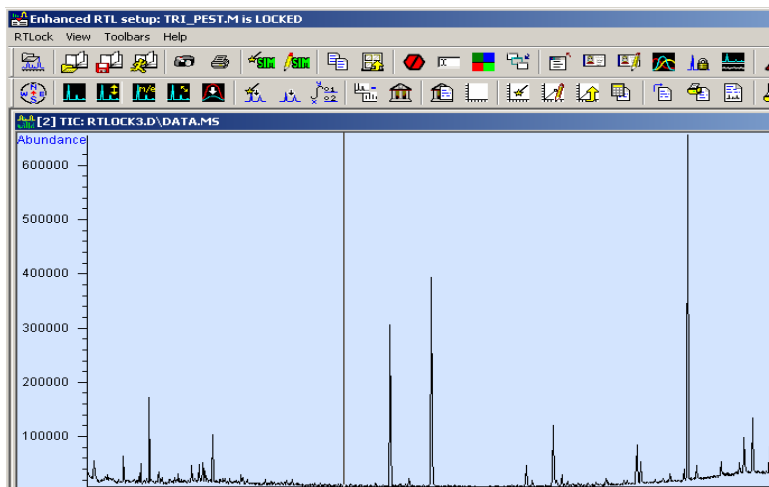 Enhanced RTL setup: TRI_PEST.M is LOCKED
RTLock View Toolbars Help
SIM SIM
N W E S n/e
[2] TIC: RTLOCK3.D\DATA.MS
Abundance
600000
500000
400000
300000
200000
100000